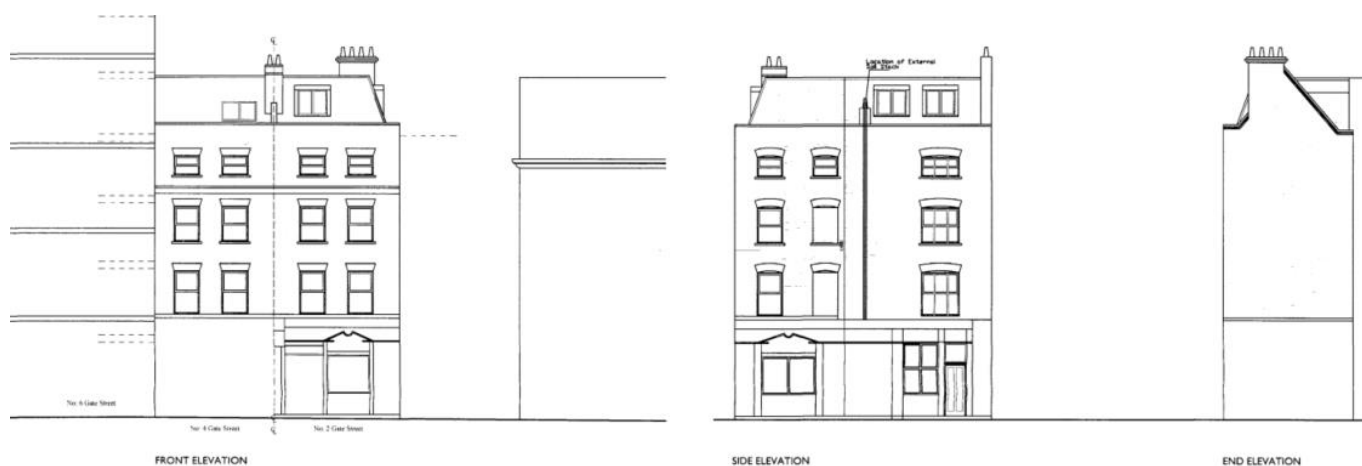 ℄
Location of External
Soil Stack
No: 6 Gate Street
No: 4 Gate Street
℄
No: 2 Gate Street
FRONT ELEVATION
SIDE ELEVATION
END ELEVATION